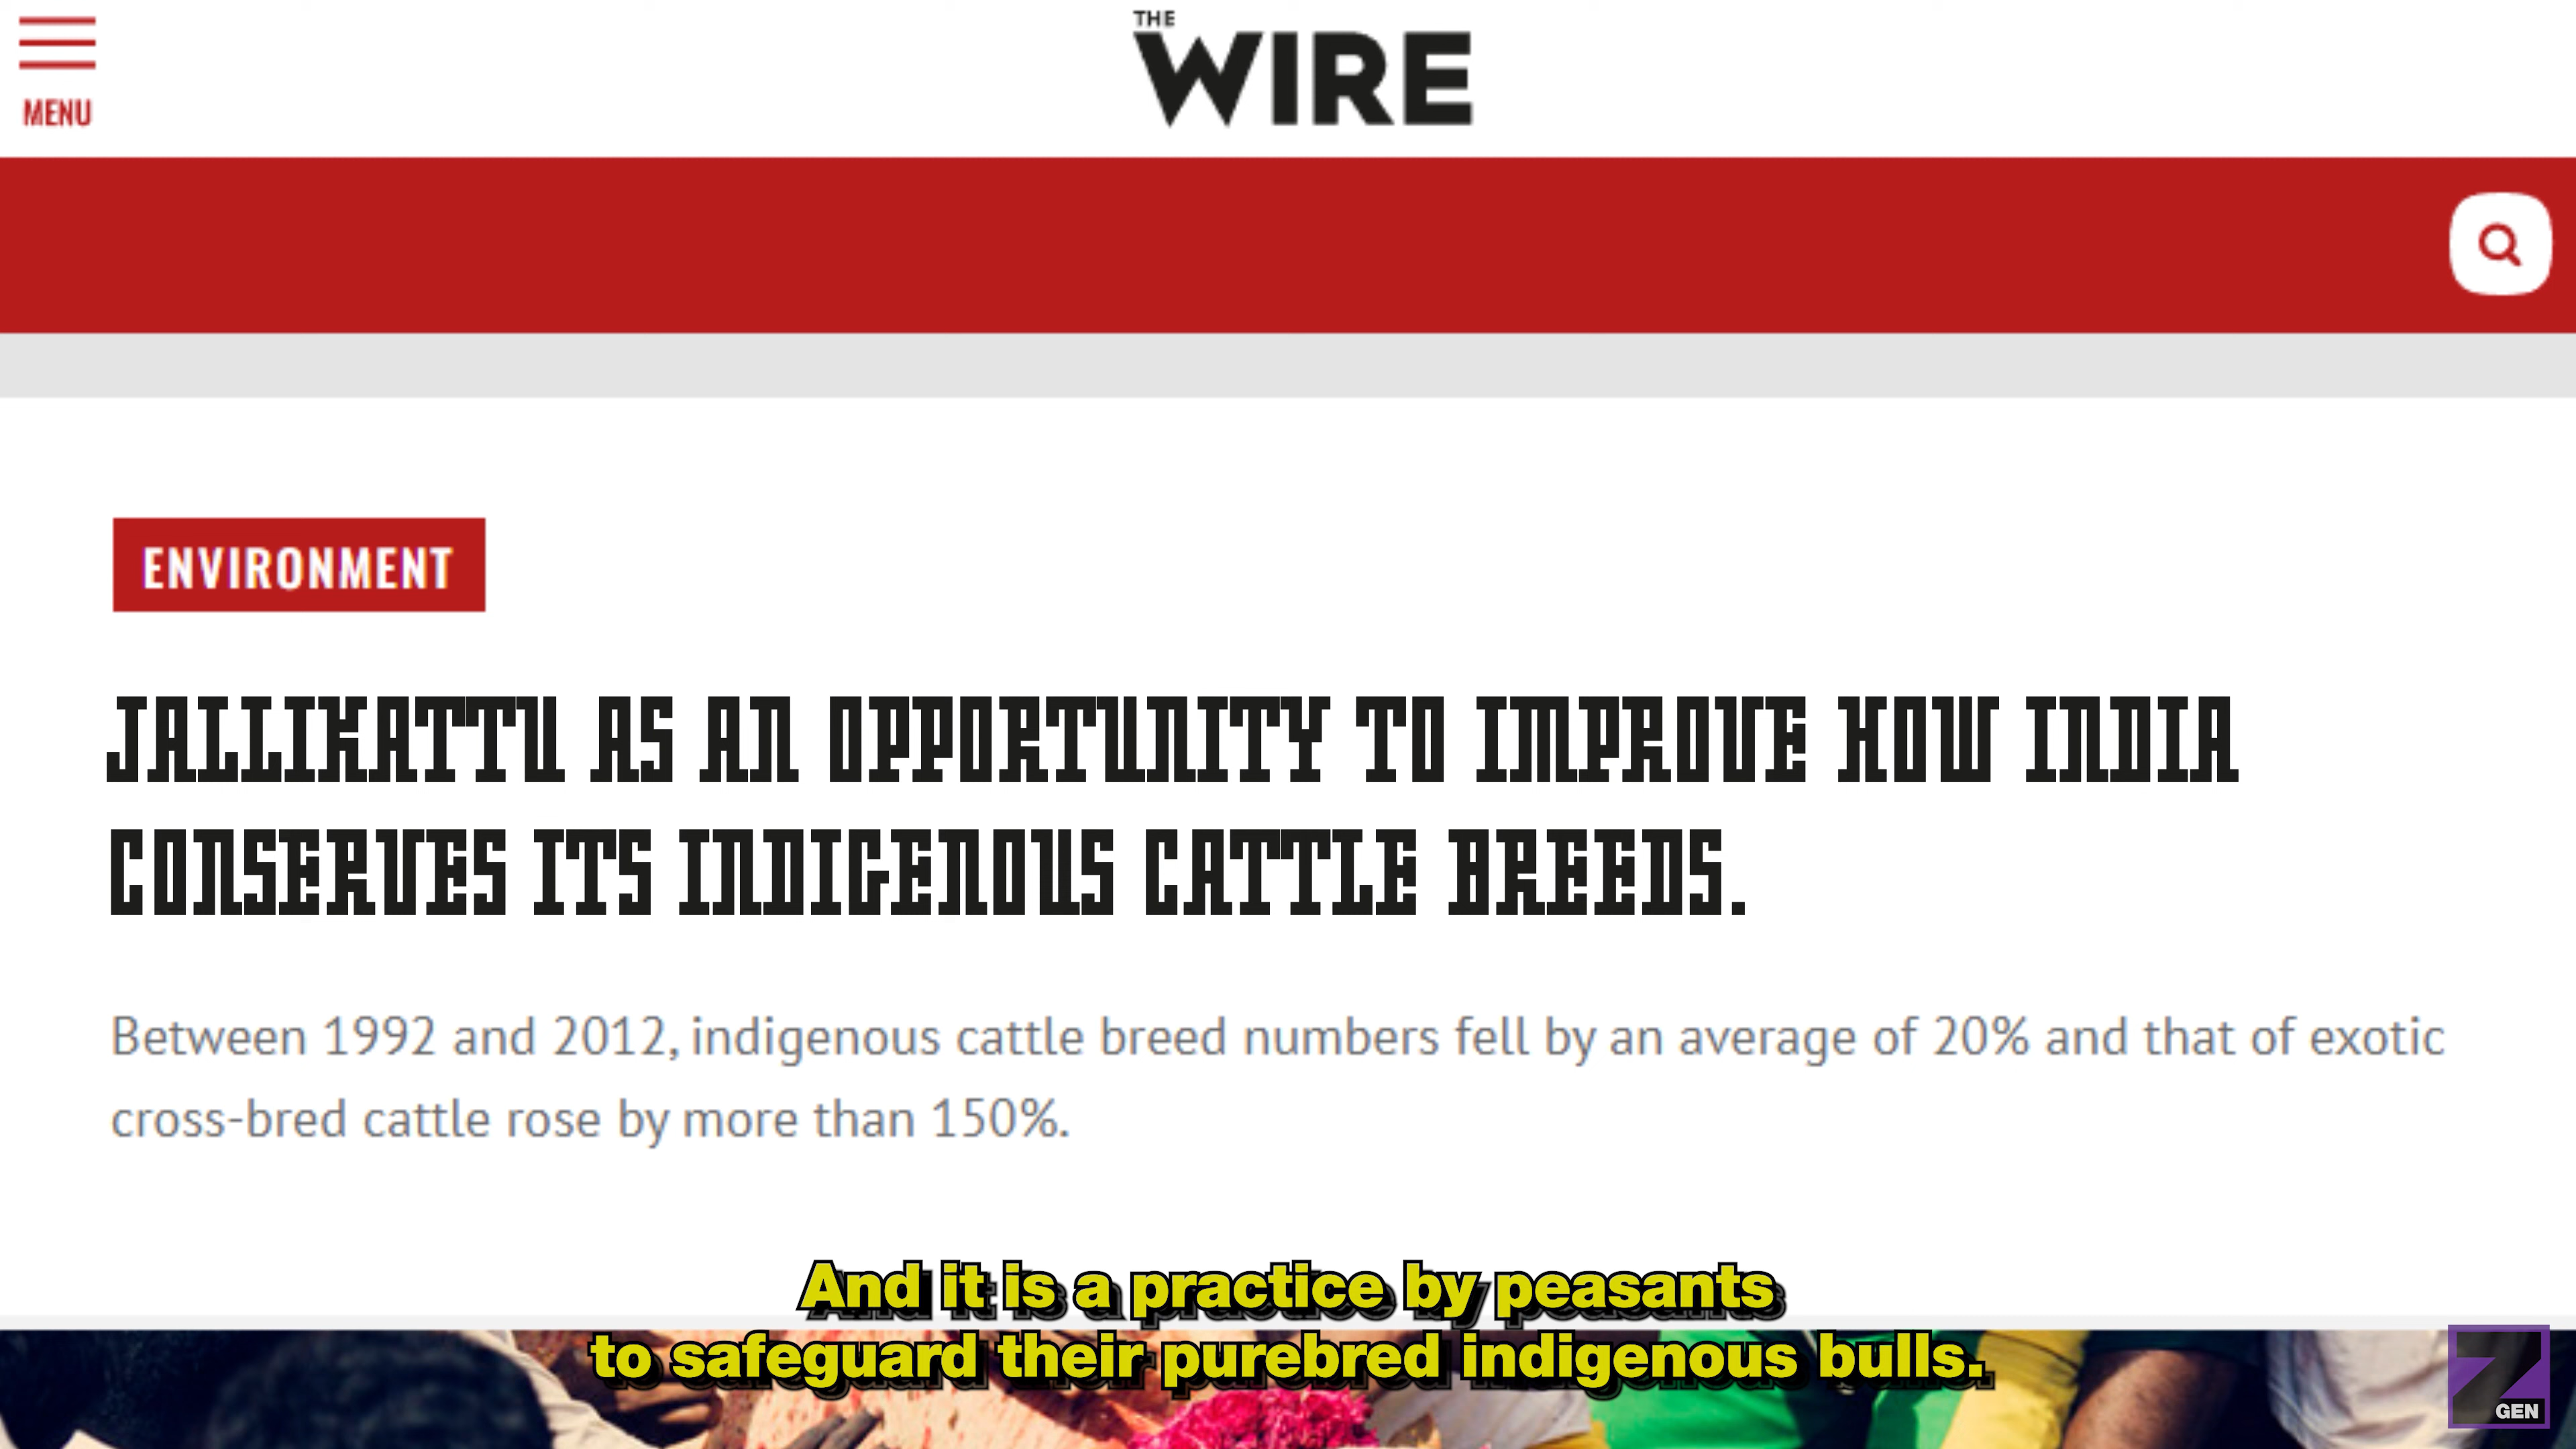 THE
WIRE
MENU
ENVIRONMENT
JALLIKATTU AS AN OPPORTUNITY TO IMPROVE HOW INDIA
CONSERVES ITS INDIGENOUS CATTLE BREEDS.
Between 1992 and 2012, indigenous cattle breed numbers fell by an average of 20% and that of exotic
cross-bred cattle rose by more than 150%.
And it is a practice by peasants
to safeguard their purebred indigenous bulls.
Z
GEN